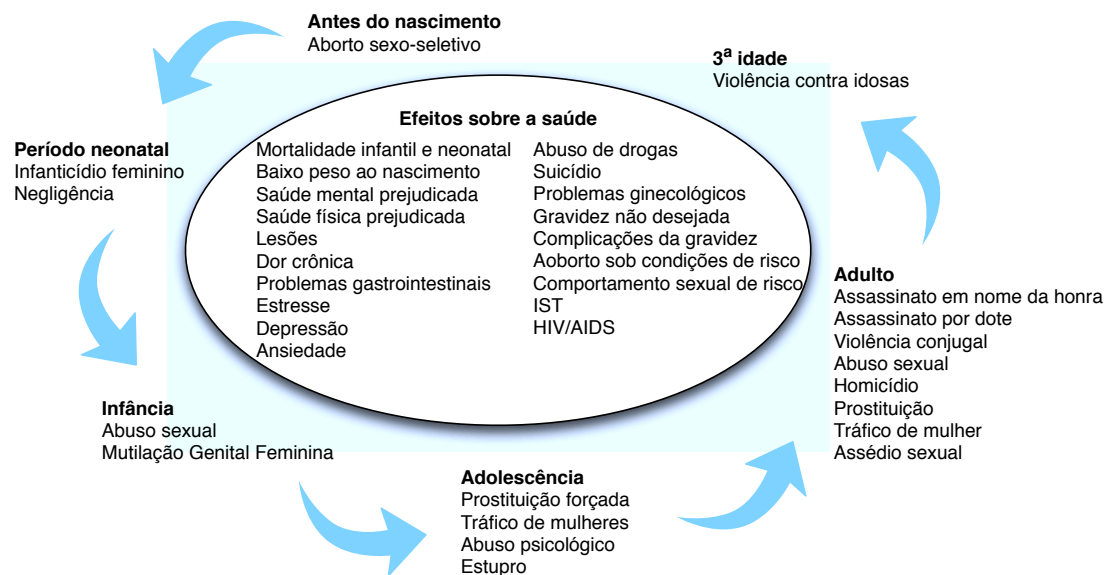 Antes do nascimento
Aborto sexo-seletivo
3ª idade
Violência contra idosas
Período neonatal
Infanticídio feminino
Negligência
Efeitos sobre a saúde
Mortalidade infantil e neonatal
Baixo peso ao nascimento
Saúde mental prejudicada
Saúde física prejudicada
Lesões
Dor crônica
Problemas gastrointestinais
Estresse
Depressão
Ansiedade
Abuso de drogas
Suicídio
Problemas ginecológicos
Gravidez não desejada
Complicações da gravidez
Aoborto sob condições de risco
Comportamento sexual de risco
IST
HIV/AIDS
Adulto
Assassinato em nome da honra
Assassinato por dote
Violência conjugal
Abuso sexual
Homicídio
Prostituição
Tráfico de mulher
Assédio sexual
Infância
Abuso sexual
Mutilação Genital Feminina
Adolescência
Prostituição forçada
Tráfico de mulheres
Abuso psicológico
Estupro